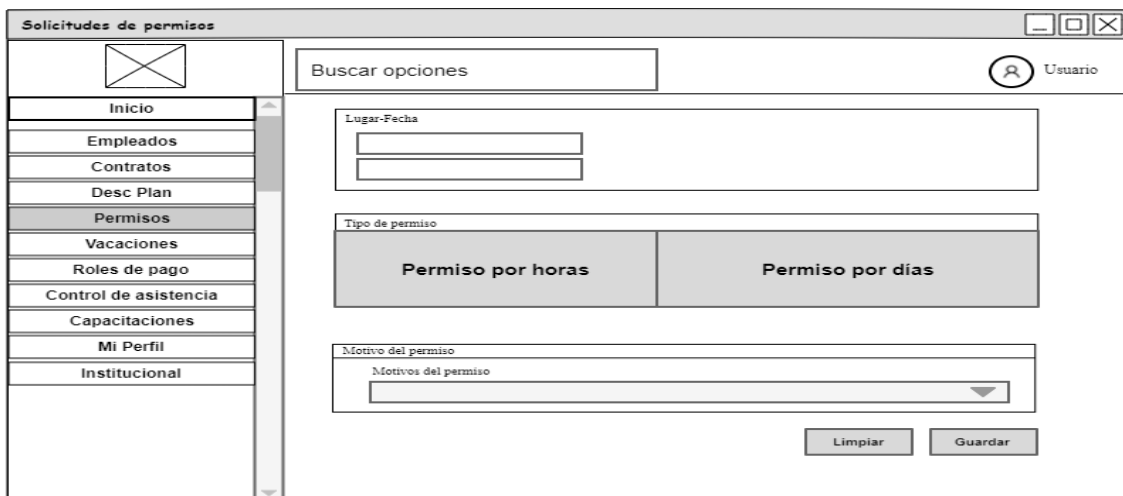 Solicitudes de permisos
Buscar opciones
Usuario
Inicio
Empleados
Contratos
Desc Plan
Permisos
Vacaciones
Roles de pago
Control de asistencia
Capacitaciones
Mi Perfil
Institucional
Lugar-Fecha
Tipo de permiso
Permiso por horas
Permiso por días
Motivo del permiso
Motivos del permiso
Limpiar
Guardar